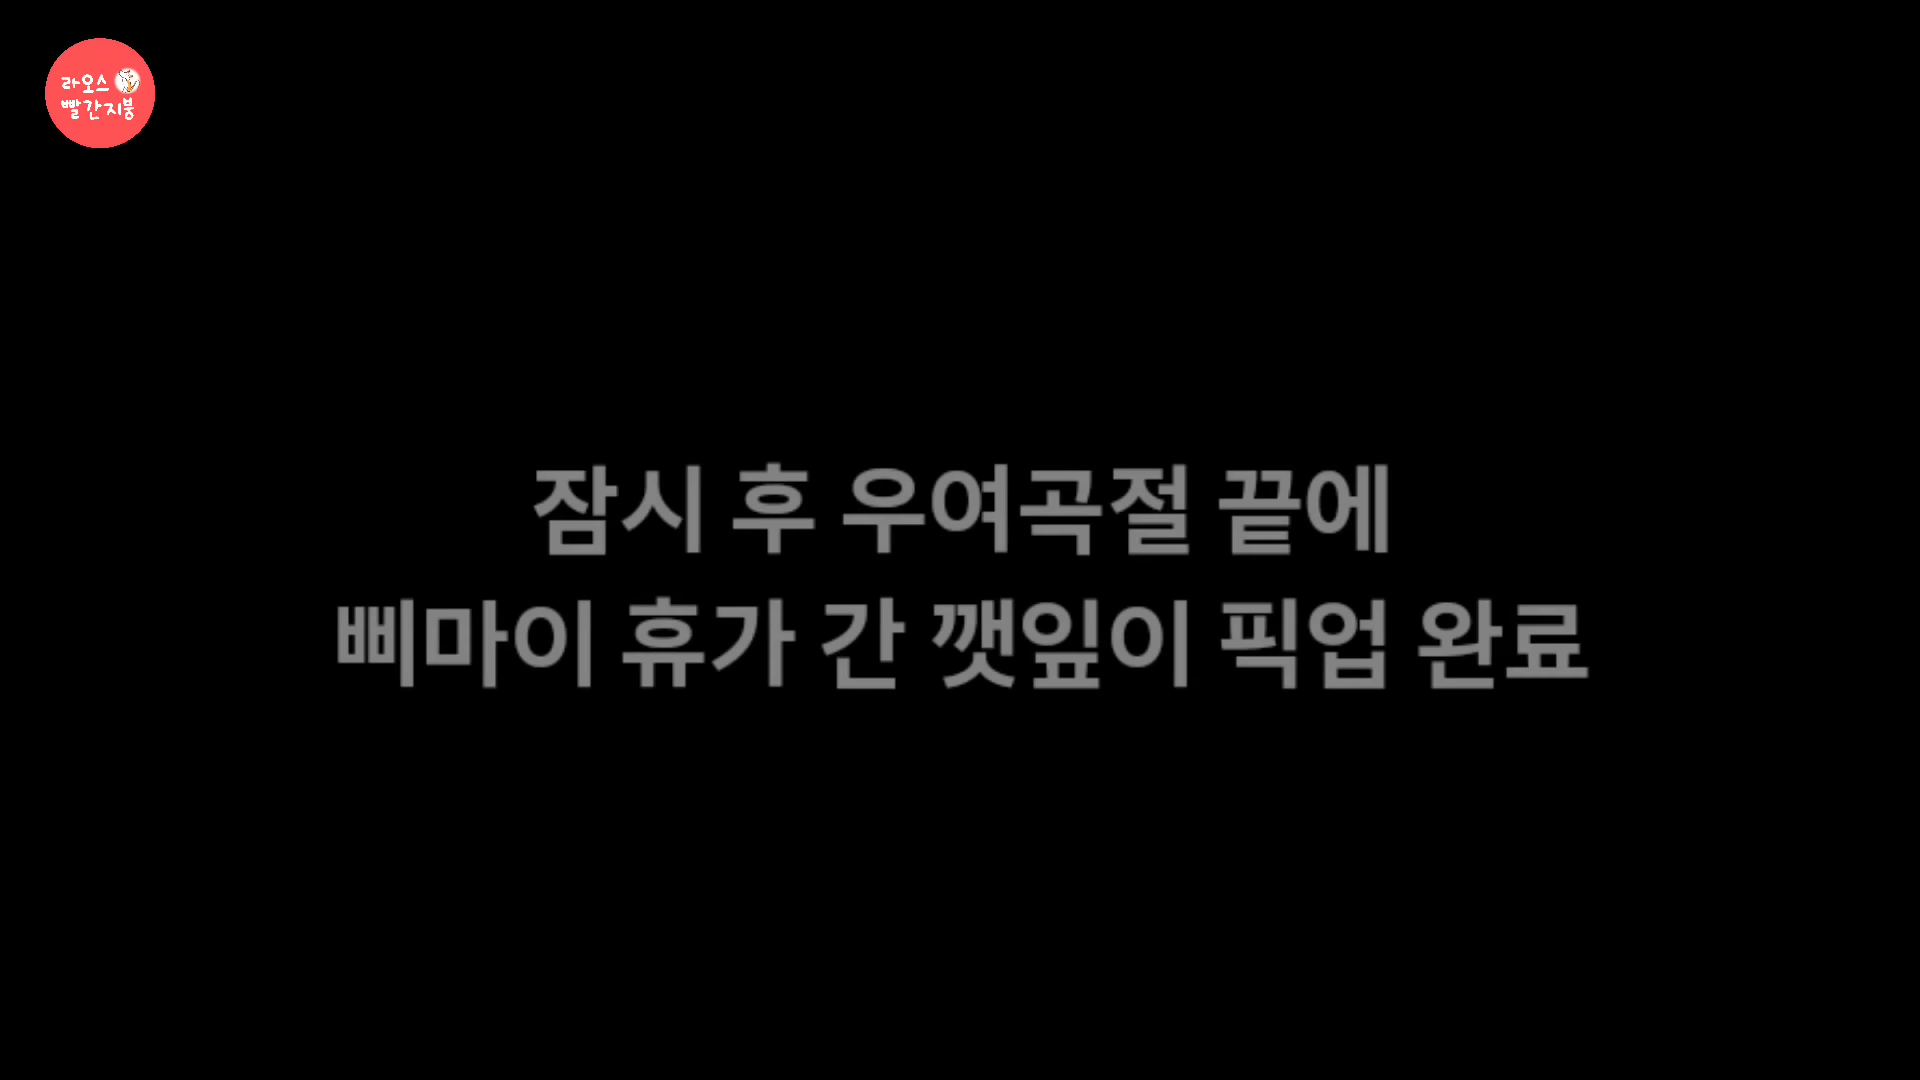 라오스
빨간지붕
잠시 후 우여곡절 끝에
삐마이 휴가 간 깻잎이 픽업 완료